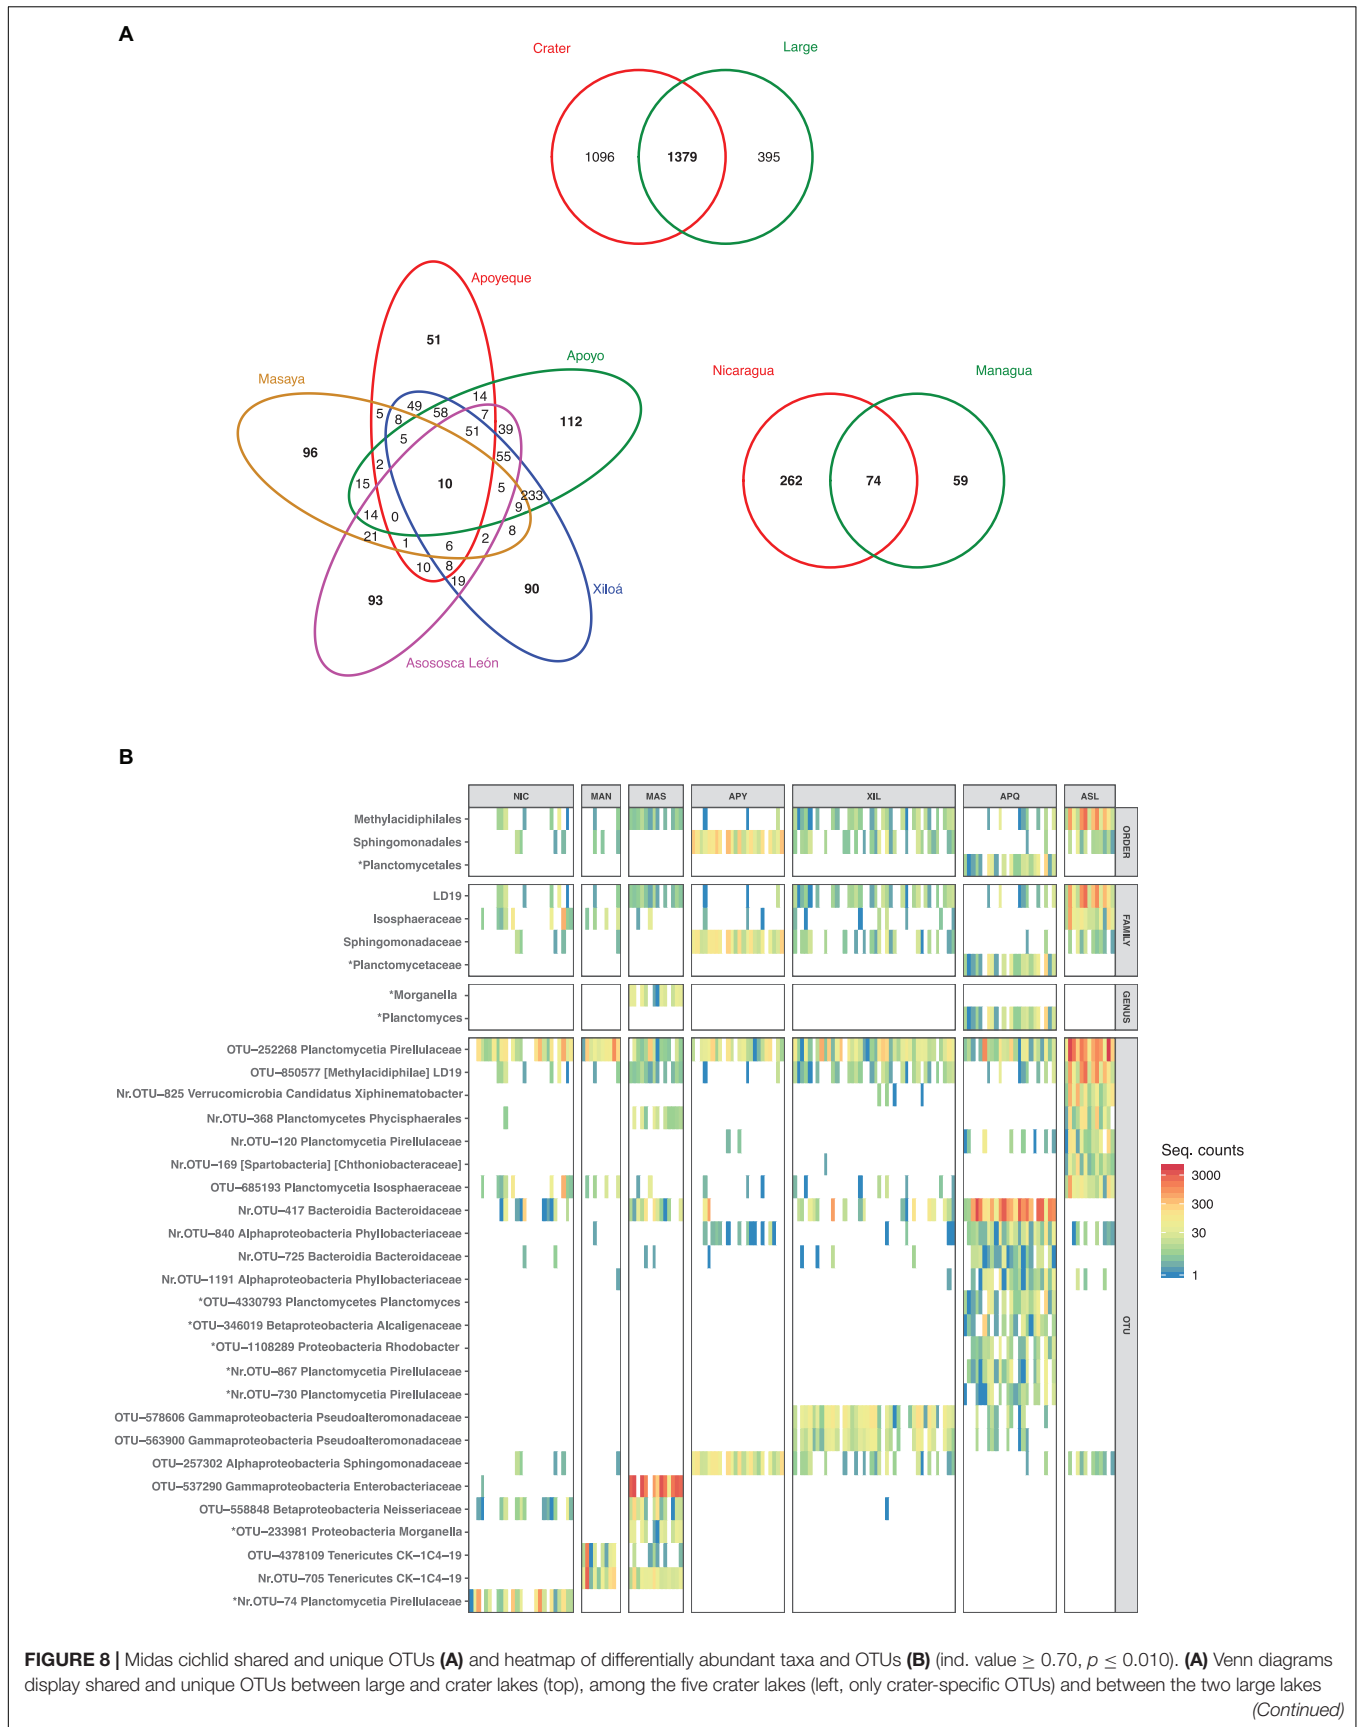 A
Crater
Large
1096
1379
395
Apoyeque
51
Apoyo
Masaya
14
49
58
7
5
8
112
51
39
5
96
55
2
15
10
5
233
9
14
0
8
21
1
6
2
10
8
19
93
90
Xiloá
Asososca León
Nicaragua
Managua
262
74
59
B
NIC MAN MAS APY XIL APQ ASL
Methylacidiphilales
Sphingomonadales
*Planctomycetales
ORDER
LD19
Isosphaeraceae
Sphingomonadaceae
*Planctomycetaceae
FAMILY
*Morganella
*Planctomyces
GENUS
OTU−252268 Planctomycetia Pirellulaceae
OTU−850577 [Methylacidiphilae] LD19
Nr.OTU−825 Verrucomicrobia Candidatus Xiphinematobacter
Nr.OTU−368 Planctomycetes Phycisphaerales
Nr.OTU−120 Planctomycetia Pirellulaceae
Nr.OTU−169 [Spartobacteria] [Chthoniobacteraceae]
OTU−685193 Planctomycetia Isosphaeraceae
Nr.OTU−417 Bacteroidia Bacteroidaceae
Nr.OTU−840 Alphaproteobacteria Phyllobacteriaceae
Nr.OTU−725 Bacteroidia Bacteroidaceae
Nr.OTU−1191 Alphaproteobacteria Phyllobacteriaceae
*OTU−4330793 Planctomycetes Planctomyces
*OTU−346019 Betaproteobacteria Alcaligenaceae
*OTU−1108289 Proteobacteria Rhodobacter
*Nr.OTU−867 Planctomycetia Pirellulaceae
*Nr.OTU−730 Planctomycetia Pirellulaceae
OTU−578606 Gammaproteobacteria Pseudoalteromonadaceae
OTU−563900 Gammaproteobacteria Pseudoalteromonadaceae
OTU−257302 Alphaproteobacteria Sphingomonadaceae
OTU−537290 Gammaproteobacteria Enterobacteriaceae
OTU−558848 Betaproteobacteria Neisseriaceae
*OTU−233981 Proteobacteria Morganella
OTU−4378109 Tenericutes CK−1C4−19
Nr.OTU−705 Tenericutes CK−1C4−19
*Nr.OTU−74 Planctomycetia Pirellulaceae
OTU
Seq. counts
3000
300
30
1
FIGURE 8 | Midas cichlid shared and unique OTUs (A) and heatmap of differentially abundant taxa and OTUs (B) (ind. value ≥ 0.70, p ≤ 0.010). (A) Venn diagrams
display shared and unique OTUs between large and crater lakes (top), among the five crater lakes (left, only crater-specific OTUs) and between the two large lakes
(Continued)